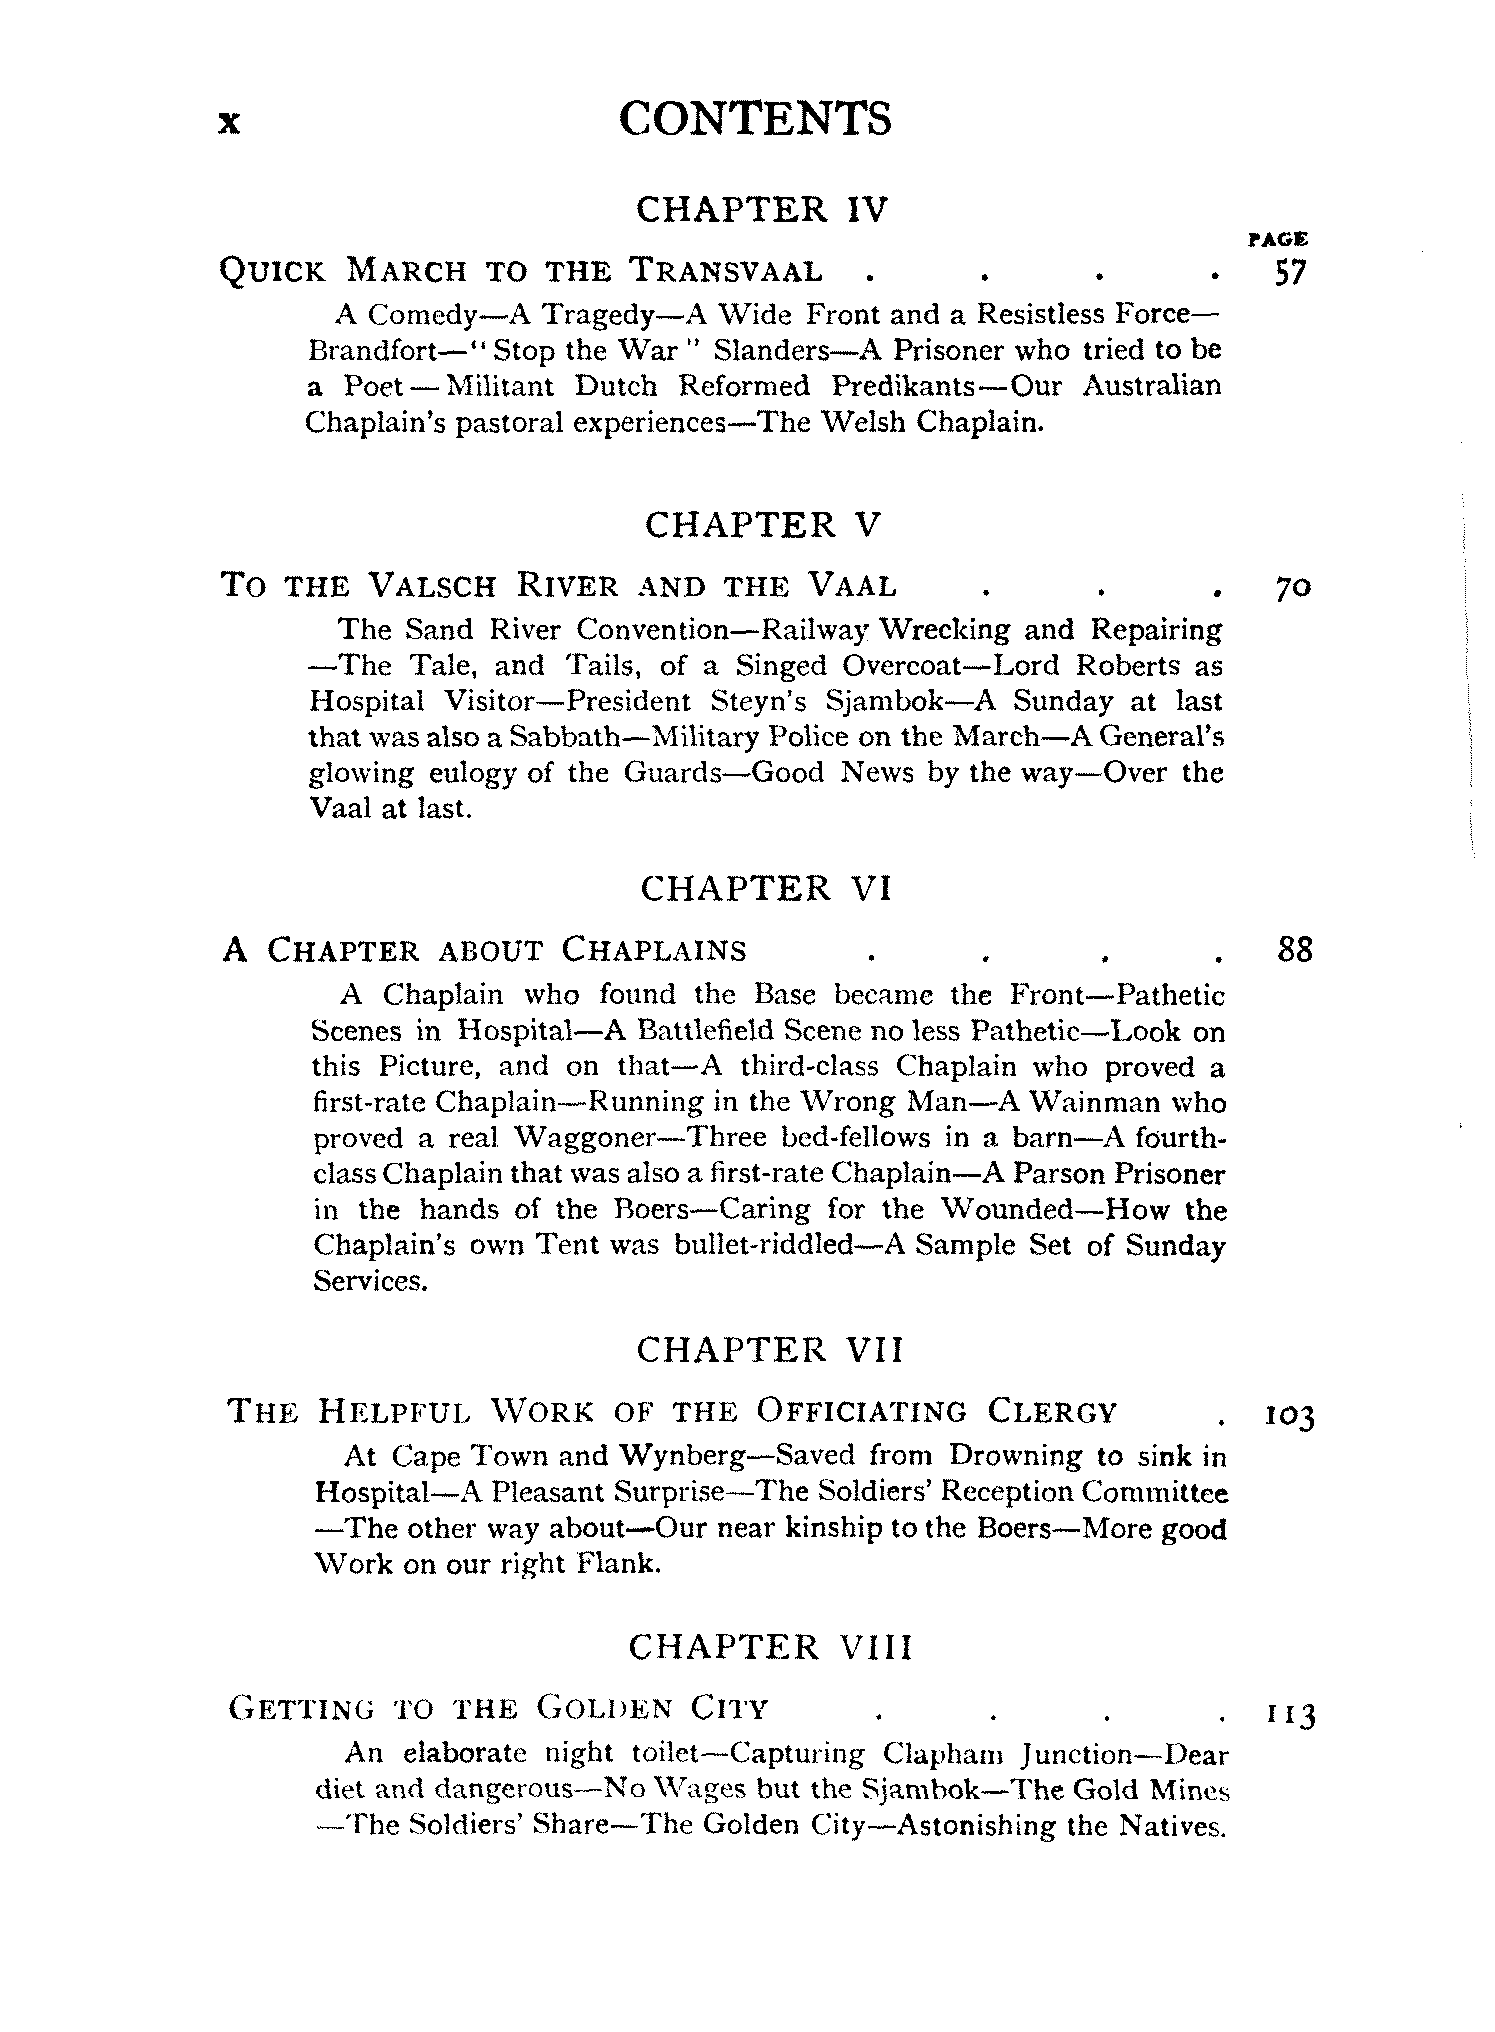 x CONTENTS
CHAPTER IV
PAGE
QUICK MARCH TO THE TRANSVAAL . . . . 57
A Comedy—A Tragedy—A Wide Front and a Resistless Force—
Brandfort—“Stop the War” Slanders—A Prisoner who tried to be
a Poet—Militant Dutch Reformed Predikants—Our Australian
Chaplain's pastoral experiences—The Welsh Chaplain.
CHAPTER V
TO THE VALSCH RIVER AND THE VAAL . . . 70
The Sand River Convention—Railway Wrecking and Repairing
—The Tale, and Tails, of a Singed Overcoat—Lord Roberts as
Hospital Visitor—President Steyn's Sjambok—A Sunday at last
that was also a Sabbath—Military Police on the March—A General's
glowing eulogy of the Guards—Good News by the way—Over the
Vaal at last.
CHAPTER VI
A CHAPTER ABOUT CHAPLAINS . . . . 88
A Chaplain who found the Base became the Front—Pathetic
Scenes in Hospital—A Battlefield Scene no less Pathetic—Look on
this Picture, and on that—A third-class Chaplain who proved a
first-rate Chaplain—Running in the Wrong Man—A Wainman who
proved a real Waggoner—Three bed-fellows in a barn—A fourth-
class Chaplain that was also a first-rate Chaplain—A Parson Prisoner
in the hands of the Boers—Caring for the Wounded—How the
Chaplain's own Tent was bullet-riddled—A Sample Set of Sunday
Services.
CHAPTER VII
THE HELPFUL WORK OF THE OFFICIATING CLERGY . 103
At Cape Town and Wynberg—Saved from Drowning to sink in
Hospital—A Pleasant Surprise—The Soldiers' Reception Committee
—The other way about—Our near kinship to the Boers—More good
Work on our right Flank.
CHAPTER VIII
GETTING TO THE GOLDEN CITY . . . . 113
An elaborate night toilet—Capturing Clapham Junction—Dear
diet and dangerous—No Wages but the Sjambok—The Gold Mines
—The Soldiers' Share—The Golden City—Astonishing the Natives.